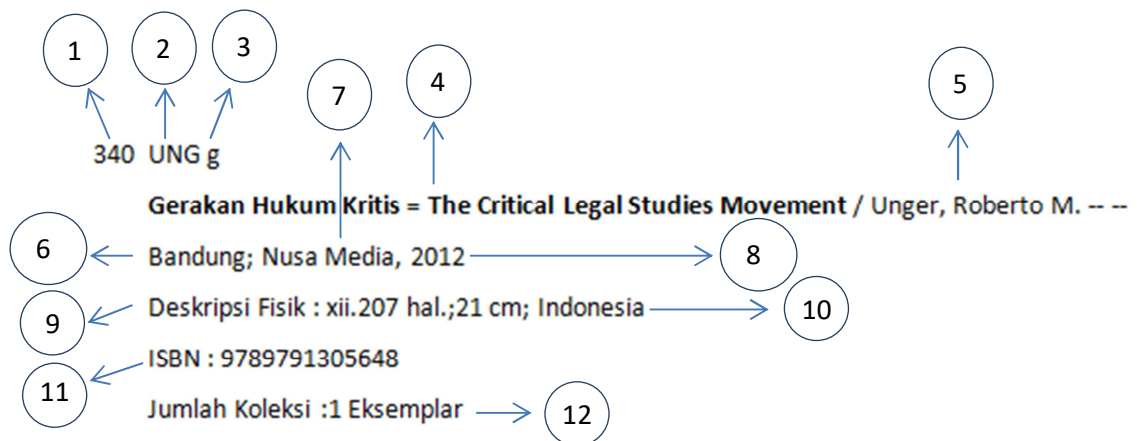 1 2 3
4
5
7
340 UNG g
Gerakan Hukum Kritis = The Critical Legal Studies Movement / Unger, Roberto M. -- --
6
Bandung; Nusa Media, 2012
8
Deskripsi Fisik : xii.207 hal.;21 cm; Indonesia
9
10
ISBN : 9789791305648
11
Jumlah Koleksi :1 Eksemplar
12